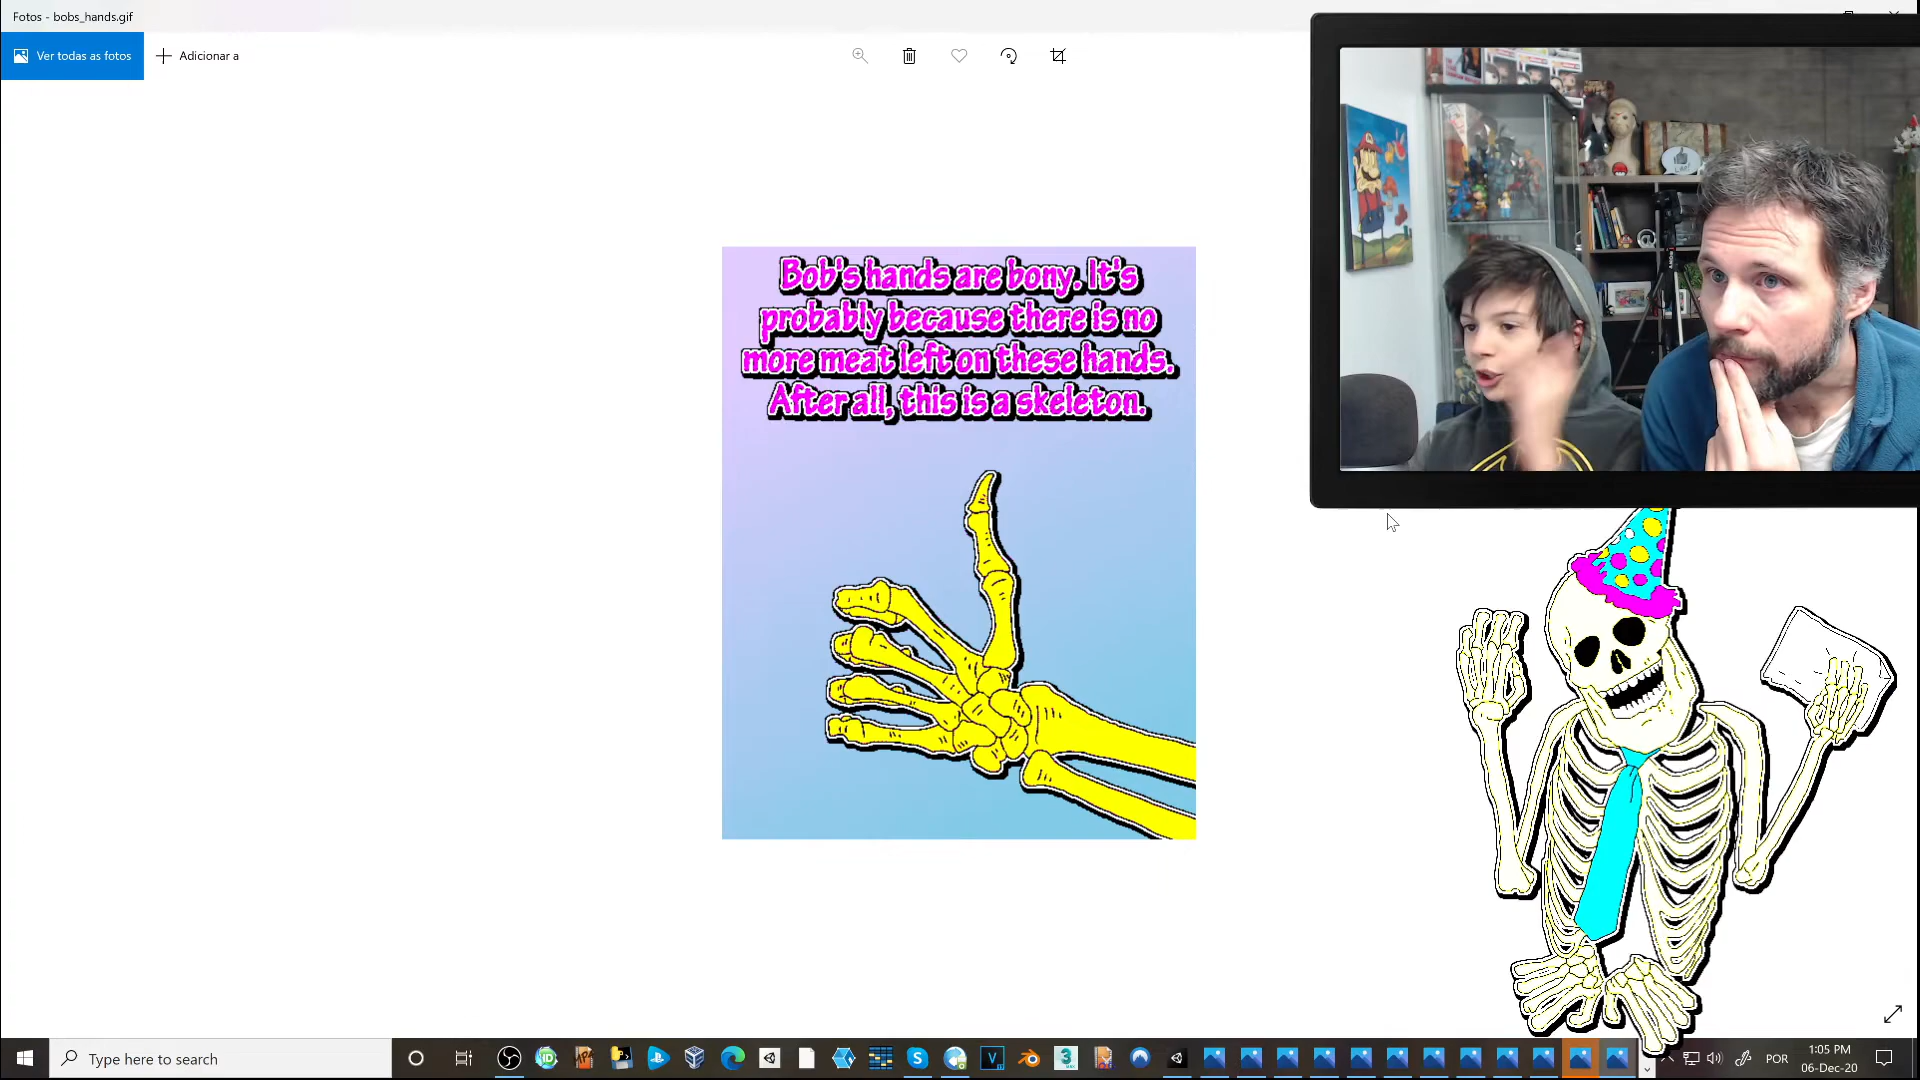 Fotos - bobs_hands.gif
Ver todas as fotos
Adicionar a
Bob's hands are bony. It's
probably because there is no
more meat left on these hands.
After all, this is a skeleton.
Type here to search
POR
1:05 PM
06-Dec-20